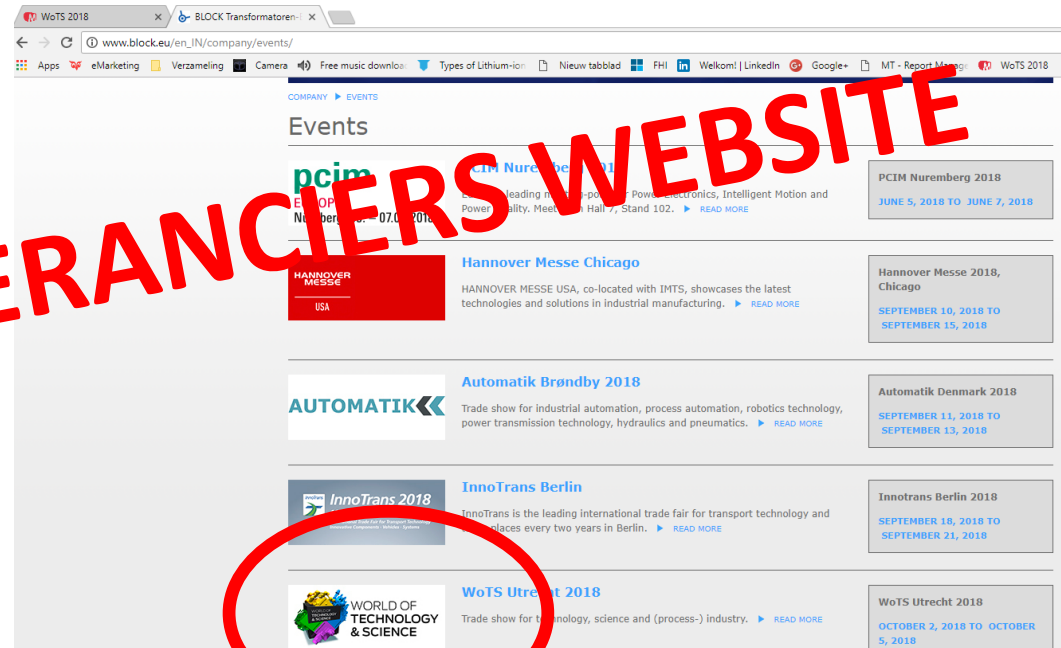 WoTS 2018
BLOCK Transformatoren-
www.block.eu/en_IN/company/events/
Apps eMarketing Verzameling Camera Free music downloa Types of Lithium-ion Nieuw tabblad FHI Welkom! | LinkedIn Google+ MT - Report Manage WoTS 2018
COMPANY EVENTS
Events
ERANCIERS WEBSITE
pcim
PCIM Nuremberg
leading Power Electronics, Intelligent Motion and
Power Quality. Meet Hall 7, Stand 102. READ MORE
PCIM Nuremberg 2018
JUNE 5, 2018 TO JUNE 7, 2018
HANNOVER
MESSE
USA
Hannover Messe Chicago
HANNOVER MESSE USA, co-located with IMTS, showcases the latest
technologies and solutions in industrial manufacturing. READ MORE
Hannover Messe 2018,
Chicago
SEPTEMBER 10, 2018 TO
SEPTEMBER 15, 2018
AUTOMATIK
Automatik Brøndby 2018
Trade show for industrial automation, process automation, robotics technology,
power transmission technology, hydraulics and pneumatics. READ MORE
Automatik Denmark 2018
SEPTEMBER 11, 2018 TO
SEPTEMBER 13, 2018
InnoTrans 2018
InnoTrans Berlin
InnoTrans is the leading international trade fair for transport technology and
places every two years in Berlin. READ MORE
Innotrans Berlin 2018
SEPTEMBER 18, 2018 TO
SEPTEMBER 21, 2018
WORLD OF
TECHNOLOGY
& SCIENCE
WoTS Utrecht 2018
Trade show for technology, science and (process-) industry. READ MORE
WoTS Utrecht 2018
OCTOBER 2, 2018 TO OCTOBER
5, 2018